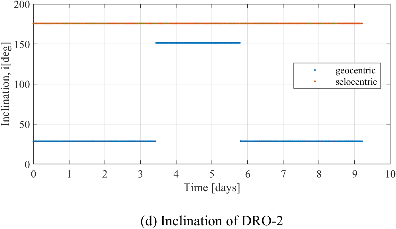 200
150
100
50
0
Inclination, i[deg]
0 1 2 3 4 5 6 7 8 9 10
Time [days]
geocentric
selocentric
(d) Inclination of DRO-2